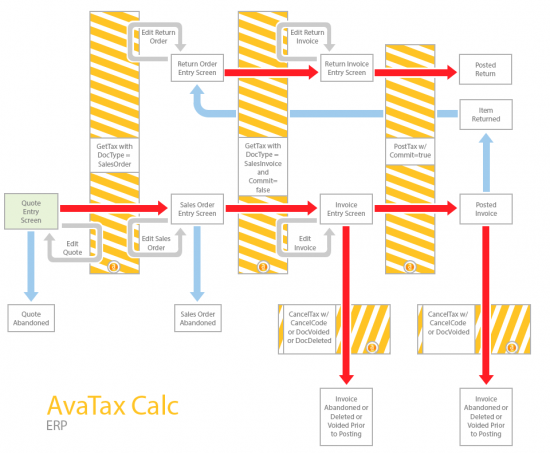 Edit Return
Order
Edit Return
Invoice
Return Order
Entry Screen
Return Invoice
Entry Screen
Posted
Return
Item
Returned
GetTax with
DocType =
SalesOrder
GetTax with
DocType =
SalesInvoice
and
Commit=
false
PostTax w/
Commit=true
Quote
Entry
Screen
Sales Order
Entry Screen
Invoice
Entry Screen
Posted
Invoice
Edit
Quote
Edit Sales
Order
Edit
Invoice
Quote
Abandoned
Sales Order
Abandoned
CancelTax w/
CancelCode
or DocVoided
or DocDeleted
CancelTax w/
CancelCode
or DocVoided
Invoice
Abandoned or
Deleted or
Voided Prior
to Posting
Invoice
Abandoned or
Deleted or
Voided Prior
to Posting
AvaTax Calc
ERP